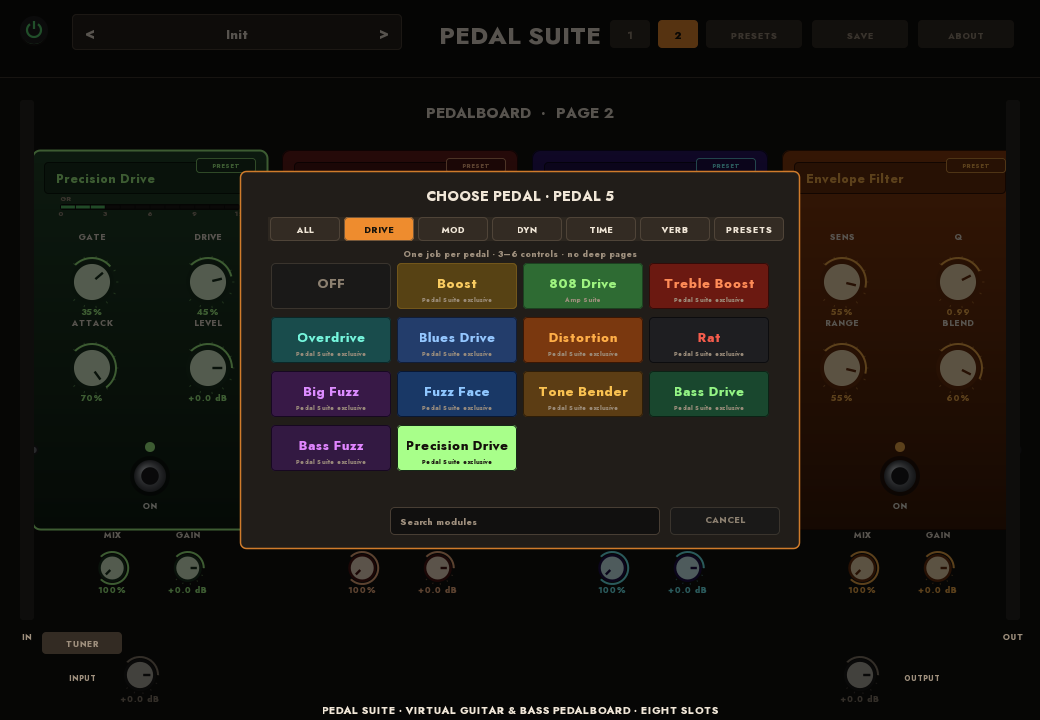 < Init > PEDAL SUITE 1 2 PRESETS SAVE ABOUT
PEDALBOARD · PAGE 2
PRESET PRESET PRESET PRESET
Precision Drive Envelope Filter
CHOOSE PEDAL · PEDAL 5
ON
0 3 6 9 1
ALL DRIVE MOD DYN TIME VERB PRESETS
GATE DRIVE SENS Q
One job per pedal · 3—6 controls · no deep pages
OFF Boost 808 Drive Treble Boost
Pedal Suite exclusive Amp Suite Pedal Suite exclusive
35% 45% 55% 0.99
ATTACK LEVEL RANGE BLEND
Overdrive Blues Drive Distortion Rat
Pedal Suite exclusive Pedal Suite exclusive Pedal Suite exclusive Pedal Suite exclusive
Big Fuzz Fuzz Face Tone Bender Bass Drive
Pedal Suite exclusive Pedal Suite exclusive Pedal Suite exclusive Pedal Suite exclusive
70% +0.0 dB 55% 60%
Bass Fuzz Precision Drive
Pedal Suite exclusive Pedal Suite exclusive
ON ON
Search modules CANCEL
MIX GAIN MIX GAIN
100% +0.0 dB 100% +0.0 dB 100% +0.0 dB 100% +0.0 dB
IN TUNER OUT
INPUT OUTPUT
+0.0 dB +0.0 dB
PEDAL SUITE · VIRTUAL GUITAR & BASS PEDALBOARD · EIGHT SLOTS